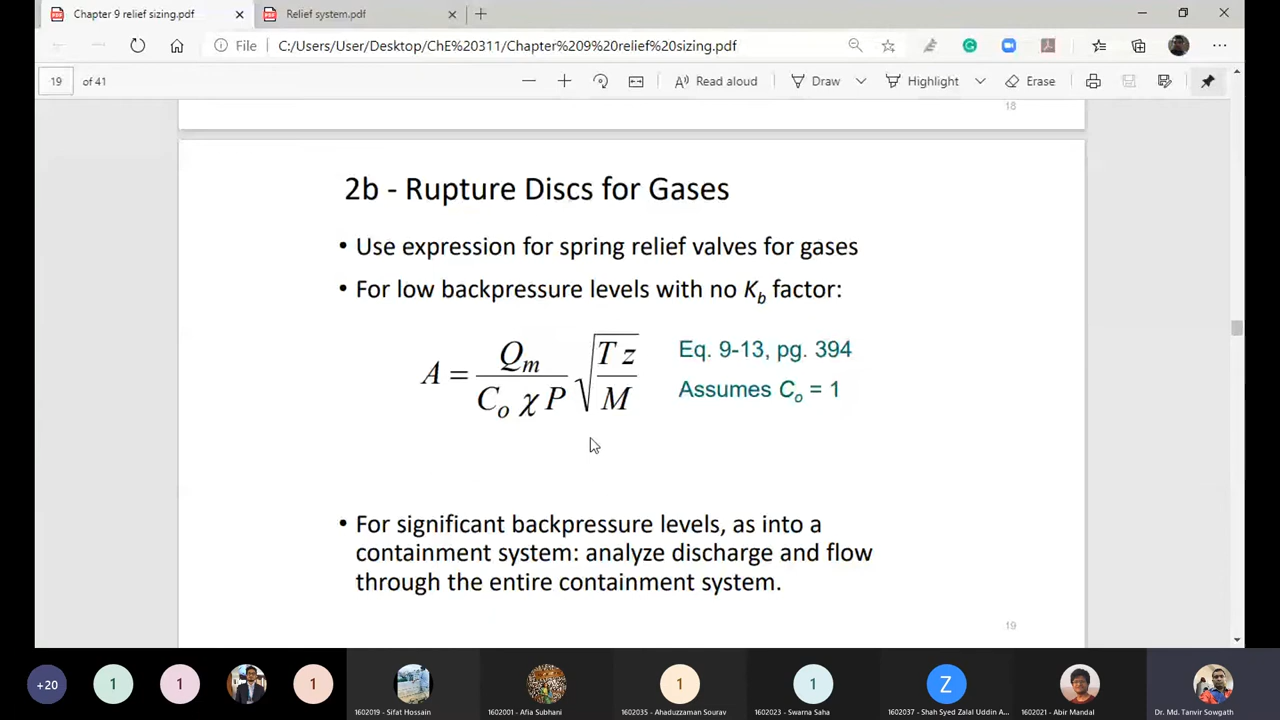 Chapter 9 relief sizing.pdf
Relief system.pdf
File
C:/Users/User/Desktop/ChE%20311/Chapter%209%20relief%20sizing.pdf
19 of 41
Read aloud
Draw
Highlight
Erase
18
2b - Rupture Discs for Gases
• Use expression for spring relief valves for gases
• For low backpressure levels with no K_b factor:
A = Q_m / (C_o χ P) √(T z / M)
Eq. 9-13, pg. 394
Assumes C_o = 1
• For significant backpressure levels, as into a
containment system: analyze discharge and flow
through the entire containment system.
19
+20
1
1
1
1
1
Z
1602019 - Sifat Hossain
1602001 - Afia Subhani
1602035 - Ahaduzzaman Sourav
1602023 - Swarna Saha
1602037 - Shah Syed Zalal Uddin A...
1602021 - Abir Mandal
Dr. Md. Tanvir Sowgath